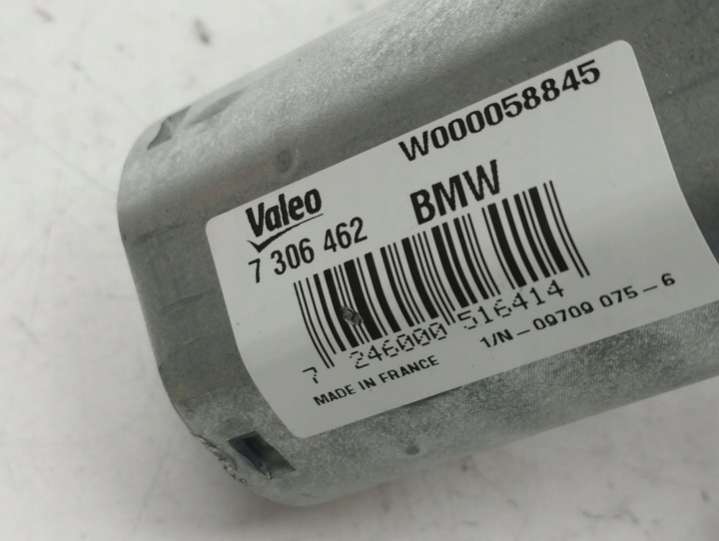 W000058845
Valeo
BMW
7 306 462
7 246000 516414
1/N - 09709 075 - 6
MADE IN FRANCE